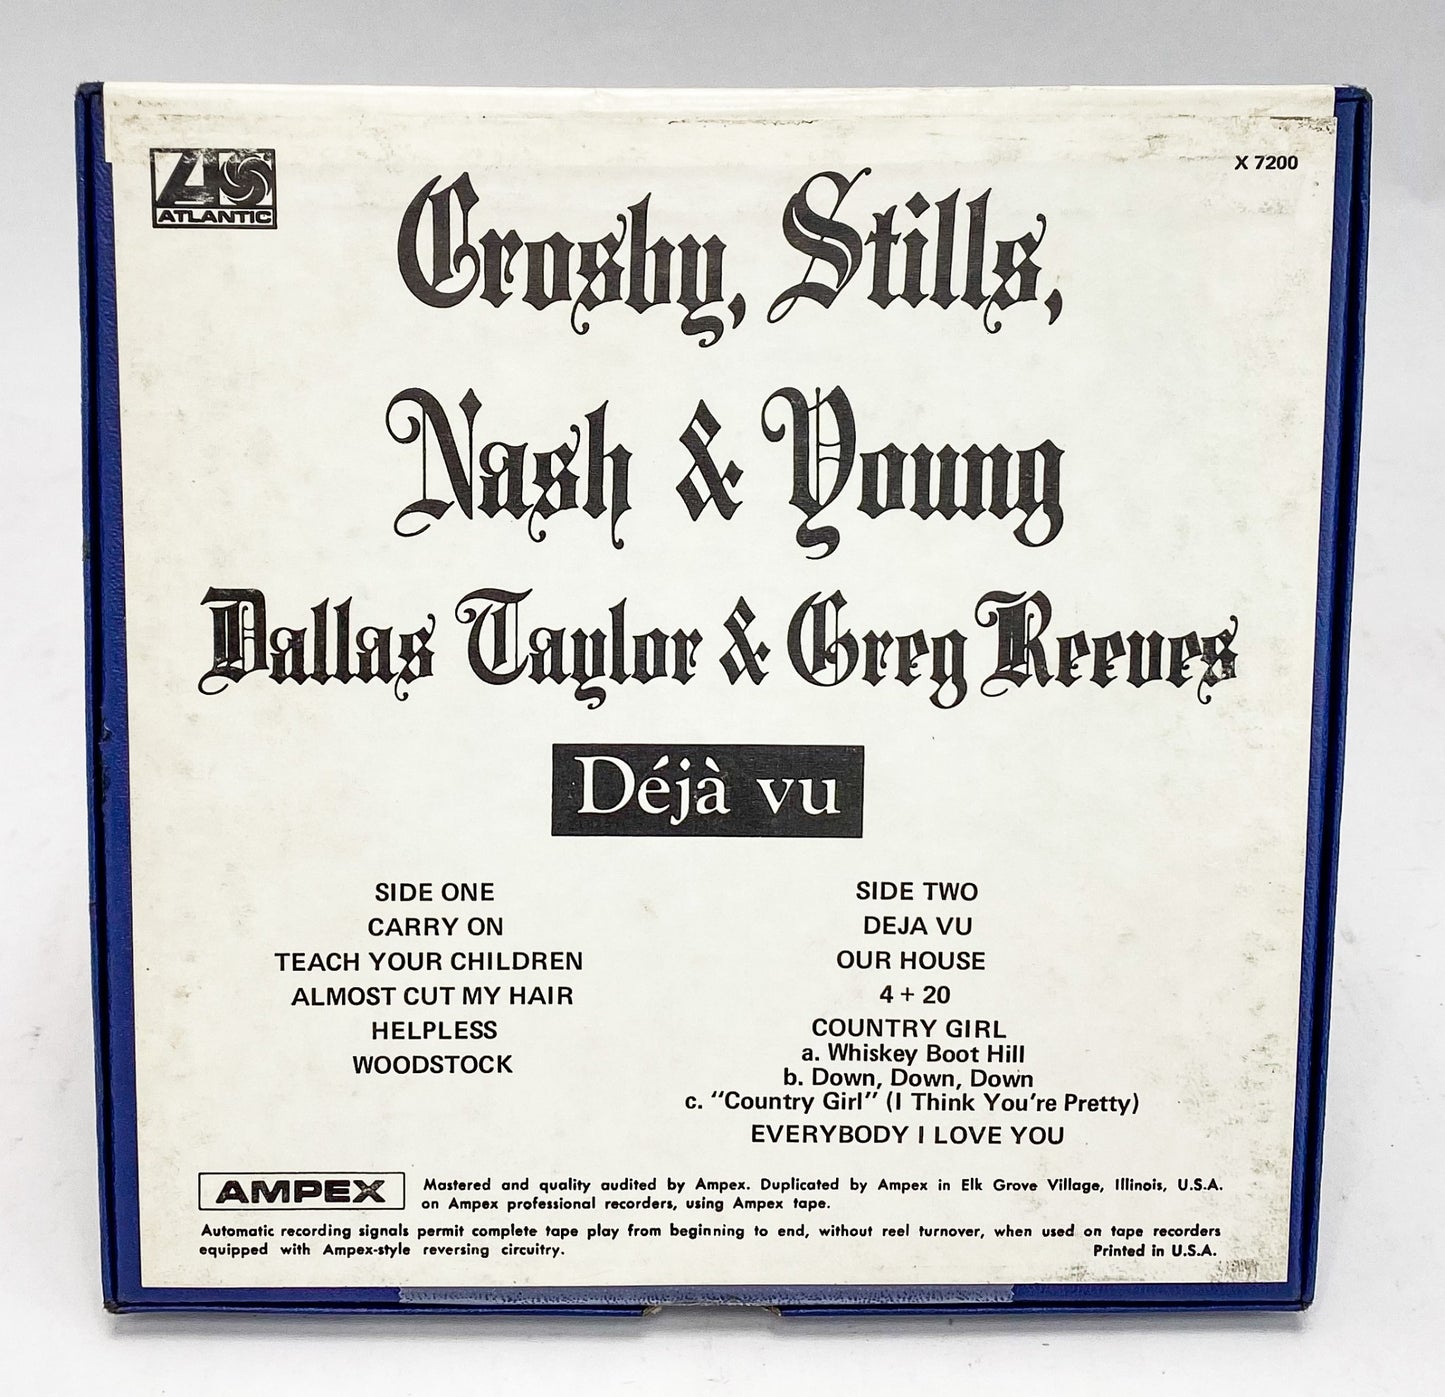 ATLANTIC
X 7200
Crosby, Stills,
Nash & Young
Dallas Taylor & Greg Reeves
Déjà vu
SIDE ONE
CARRY ON
TEACH YOUR CHILDREN
ALMOST CUT MY HAIR
HELPLESS
WOODSTOCK
SIDE TWO
DEJA VU
OUR HOUSE
4 + 20
COUNTRY GIRL
a. Whiskey Boot Hill
b. Down, Down, Down
c. "Country Girl" (I Think You're Pretty)
EVERYBODY I LOVE YOU
AMPEX
Mastered and quality audited by Ampex. Duplicated by Ampex in Elk Grove Village, Illinois, U.S.A.
on Ampex professional recorders, using Ampex tape.
Automatic recording signals permit complete tape play from beginning to end, without reel turnover, when used on tape recorders
equipped with Ampex-style reversing circuitry.
Printed in U.S.A.